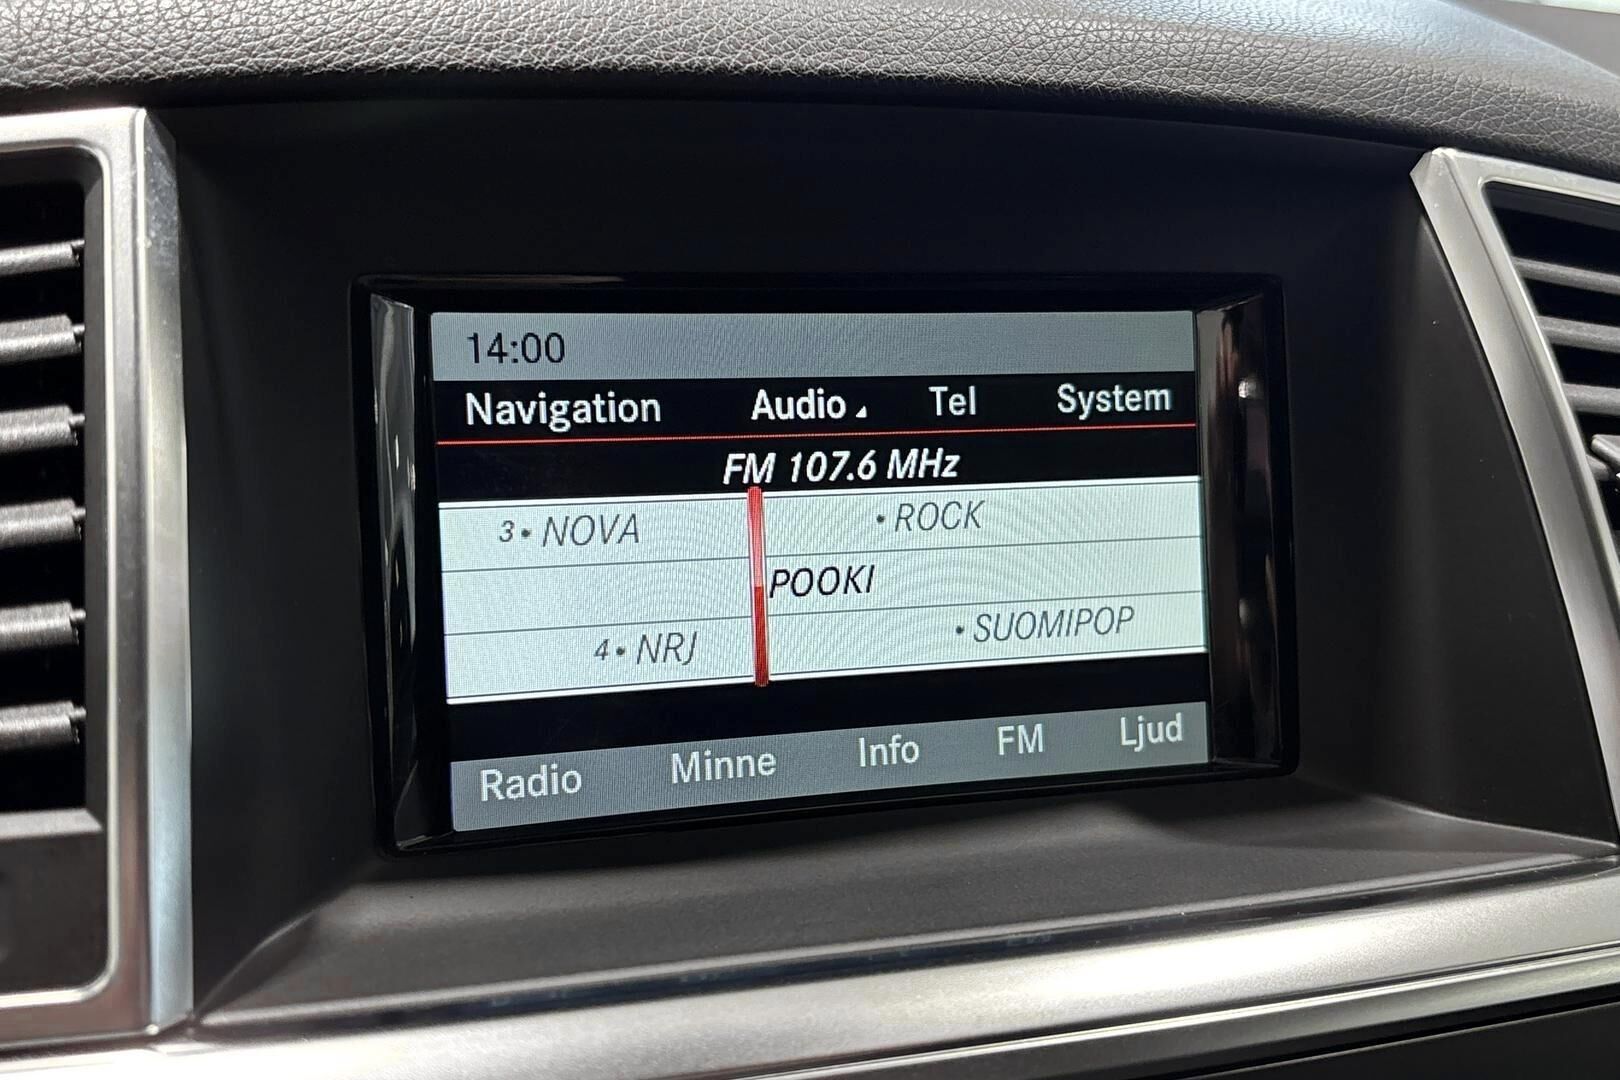 14:00
Navigation Audio Tel System
FM 107.6 MHz
3• NOVA • ROCK
POOKI
4• NRJ • SUOMIPOP
Radio Minne Info FM Ljud